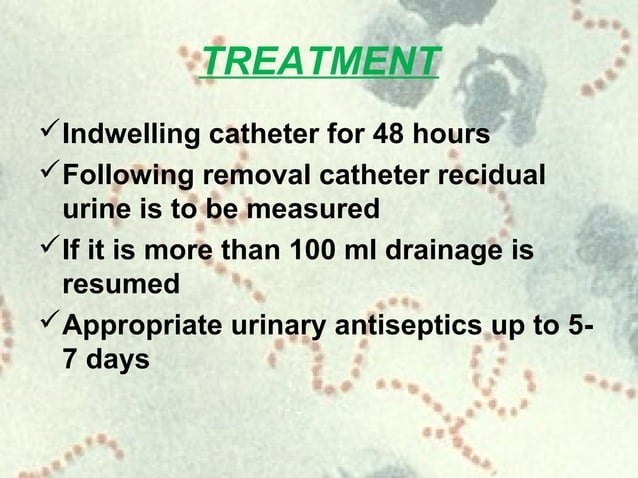 TREATMENT
✓Indwelling catheter for 48 hours
✓Following removal catheter recidual
urine is to be measured
✓If it is more than 100 ml drainage is
resumed
✓Appropriate urinary antiseptics up to 5-
7 days